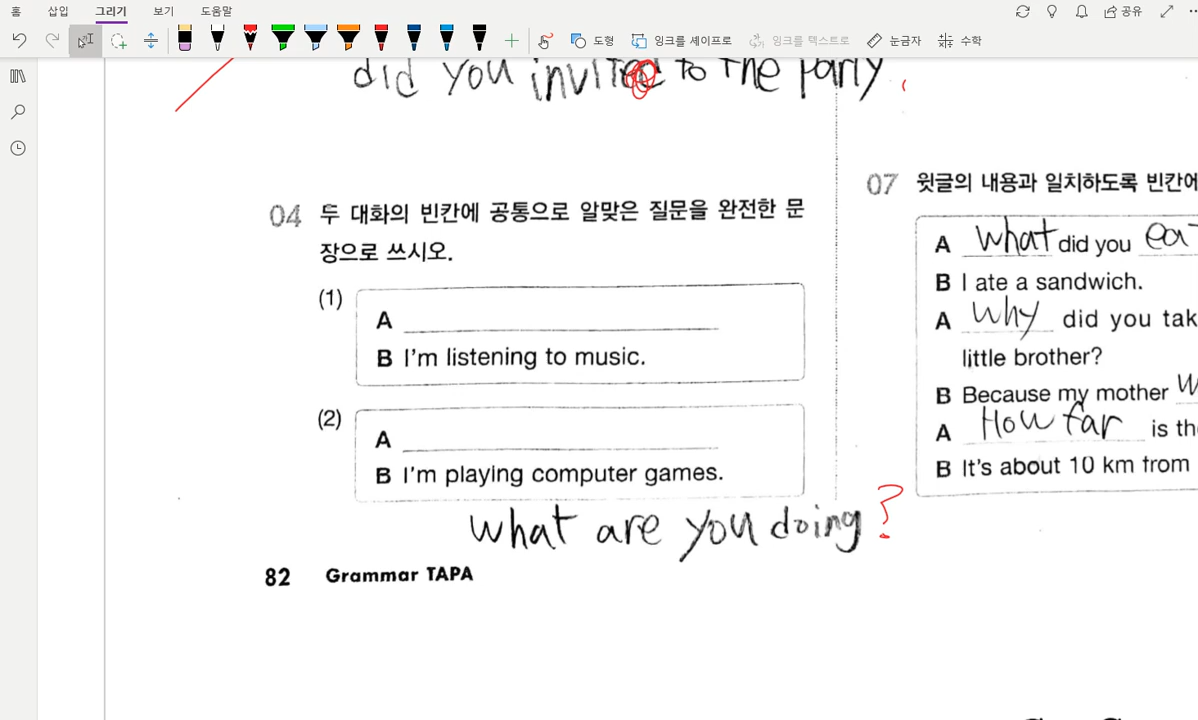 홈 삽입 그리기 보기 도움말
공유
도형 잉크를 셰이프로 잉크를 텍스트로 눈금자 수학
did you invite to the party.
04 두 대화의 빈칸에 공통으로 알맞은 질문을 완전한 문
장으로 쓰시오.
(1)
A
B I'm listening to music.
(2)
A
B I'm playing computer games.
what are you doing?
82 Grammar TAPA
07 윗글의 내용과 일치하도록 빈칸에
A what did you eat
B I ate a sandwich.
A why did you tak
little brother?
B Because my mother w
A How far is the
B It's about 10 km from